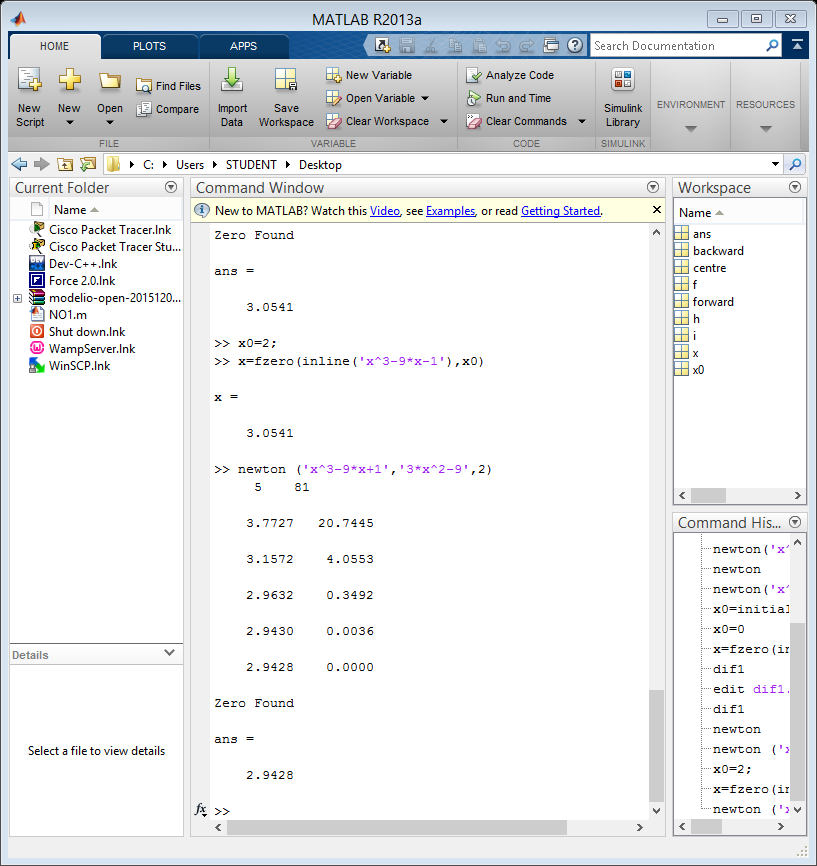 MATLAB R2013a
HOME PLOTS APPS
Search Documentation
New Script
New
Open
Find Files
Compare
Import Data
Save Workspace
New Variable
Open Variable
Clear Workspace
Analyze Code
Run and Time
Clear Commands
Simulink Library
ENVIRONMENT
RESOURCES
FILE VARIABLE CODE SIMULINK
C: Users STUDENT Desktop
Current Folder
Name
Cisco Packet Tracer.lnk
Cisco Packet Tracer Stu...
Dev-C++.lnk
Force 2.0.lnk
modelio-open-2015120...
NO1.m
Shut down.lnk
WampServer.lnk
WinSCP.lnk
Details
Select a file to view details
Command Window
New to MATLAB? Watch this Video, see Examples, or read Getting Started.
Zero Found
ans =
3.0541
>> x0=2;
>> x=fzero(inline('x^3-9*x-1'),x0)
x =
3.0541
>> newton ('x^3-9*x+1','3*x^2-9',2)
5 81
3.7727 20.7445
3.1572 4.0553
2.9632 0.3492
2.9430 0.0036
2.9428 0.0000
Zero Found
ans =
2.9428
fx >>
Workspace
Name
ans
backward
centre
f
forward
h
i
x
x0
Command His...
newton('x^
newton
newton('x^
x0=initial
x0=0
x=fzero(in
dif1
edit dif1.
dif1
newton
newton ('x
x0=2;
x=fzero(in
newton ('x